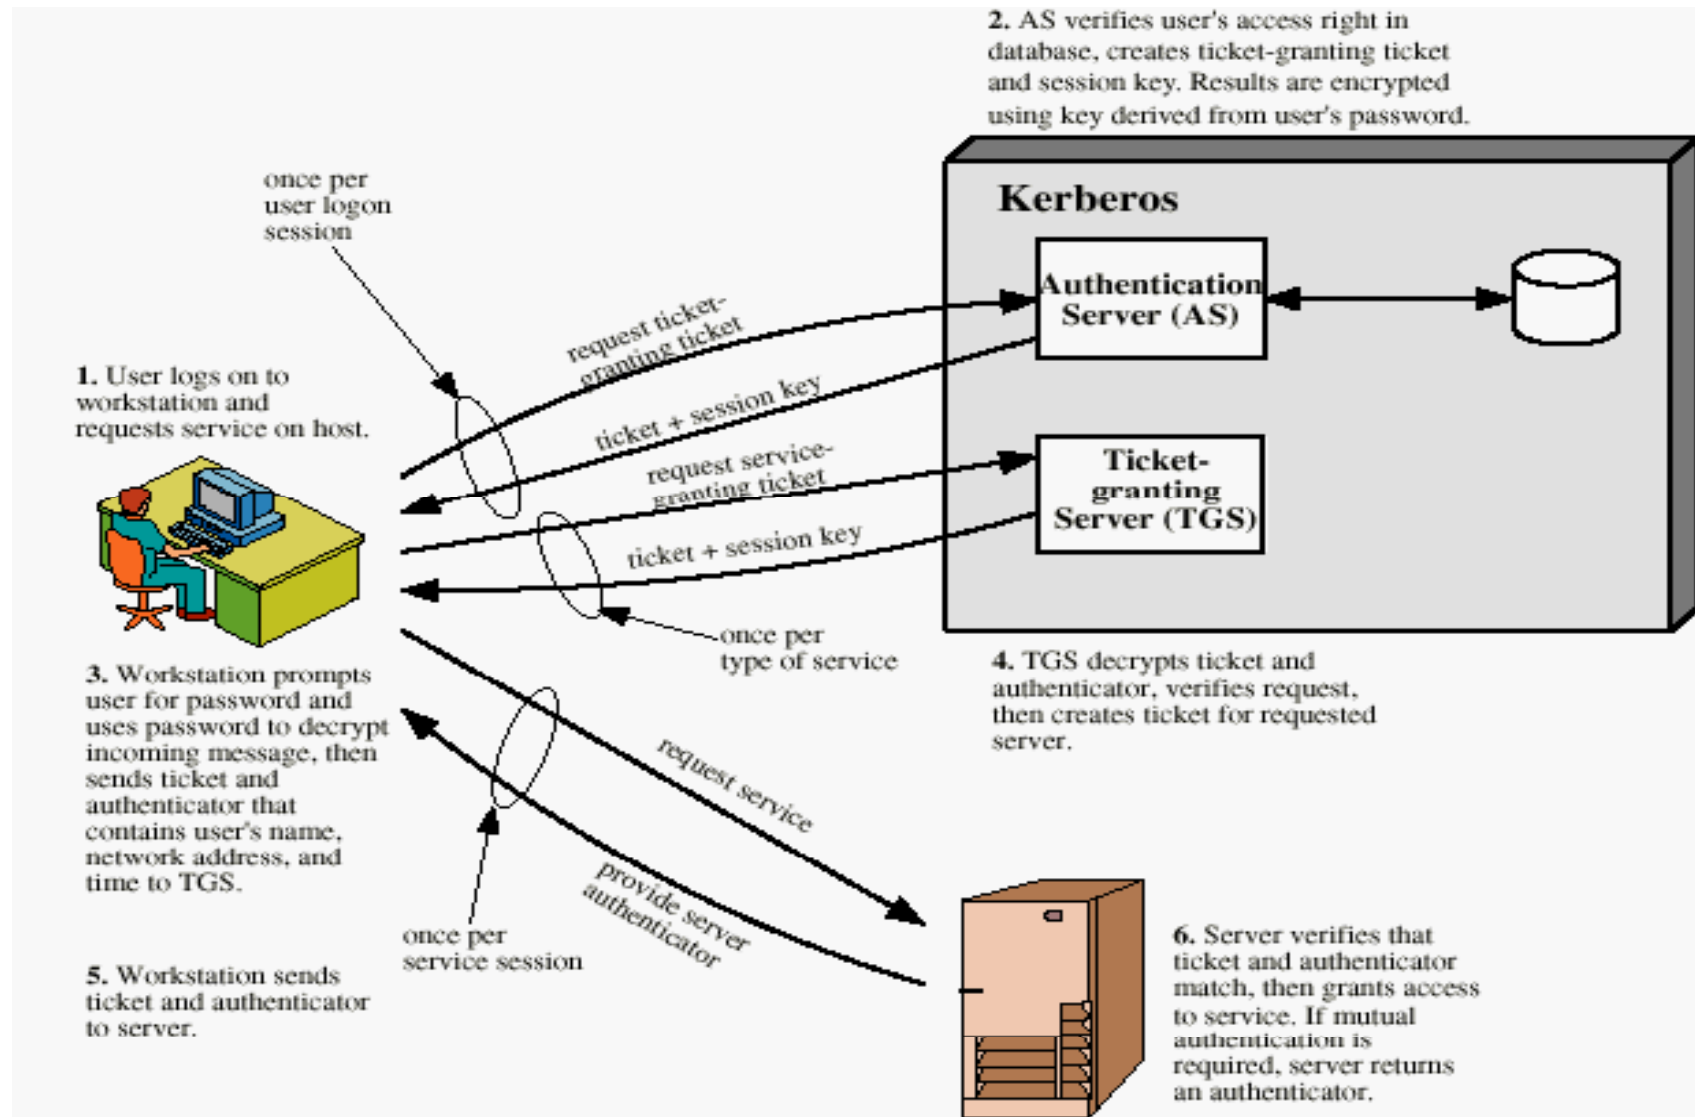 2. AS verifies user's access right in
database, creates ticket-granting ticket
and session key. Results are encrypted
using key derived from user's password.
once per
user logon
session
Kerberos
Authentication
Server (AS)
request ticket-
granting ticket
1. User logs on to
workstation and
requests service on host.
ticket + session key
request service-
granting ticket
Ticket-
granting
Server (TGS)
ticket + session key
once per
type of service
3. Workstation prompts
user for password and
uses password to decrypt
incoming message, then
sends ticket and
authenticator that
contains user's name,
network address, and
time to TGS.
4. TGS decrypts ticket and
authenticator, verifies request,
then creates ticket for requested
server.
request service
provide server
authenticator
once per
service session
5. Workstation sends
ticket and authenticator
to server.
6. Server verifies that
ticket and authenticator
match, then grants access
to service. If mutual
authentication is
required, server returns
an authenticator.